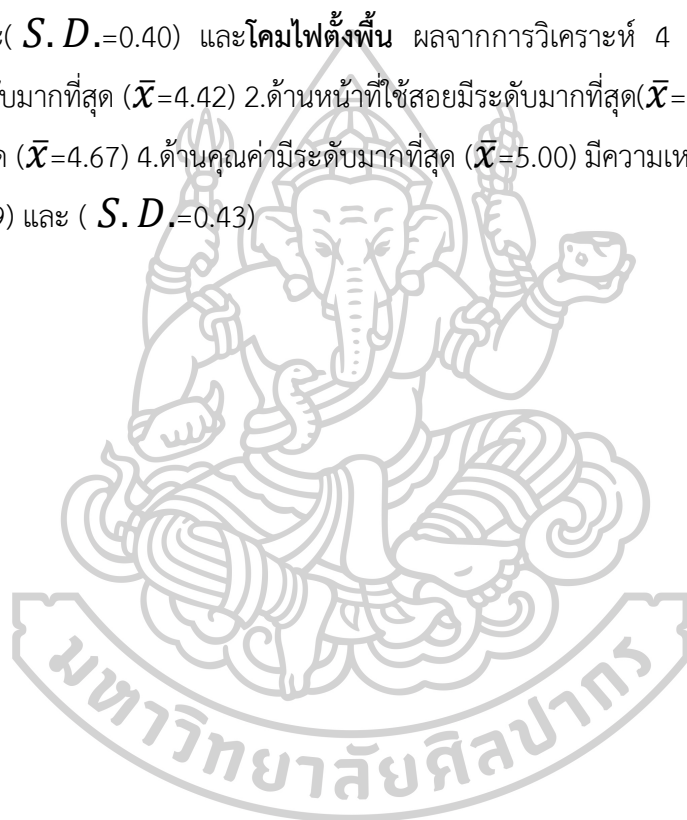 ( S. D.=0.40) และโคมไฟตั้งพื้น ผลจากการวิเคราะห์ 4
มากที่สุด (x̄=4.42) 2.ด้านหน้าที่ใช้สอยมีระดับมากที่สุด(x̄=
(x̄=4.67) 4.ด้านคุณค่ามีระดับมากที่สุด (x̄=5.00) มีความ
) และ ( S. D.=0.43)
มหาวิทยาลัยศิลปากร